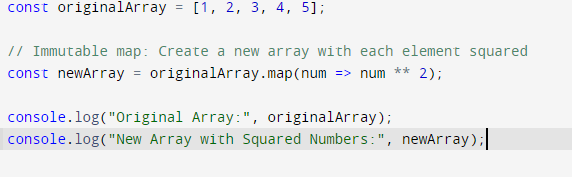 const originalArray = [1, 2, 3, 4, 5];
// Immutable map: Create a new array with each element squared
const newArray = originalArray.map(num => num ** 2);
console.log("Original Array:", originalArray);
console.log("New Array with Squared Numbers:", newArray);